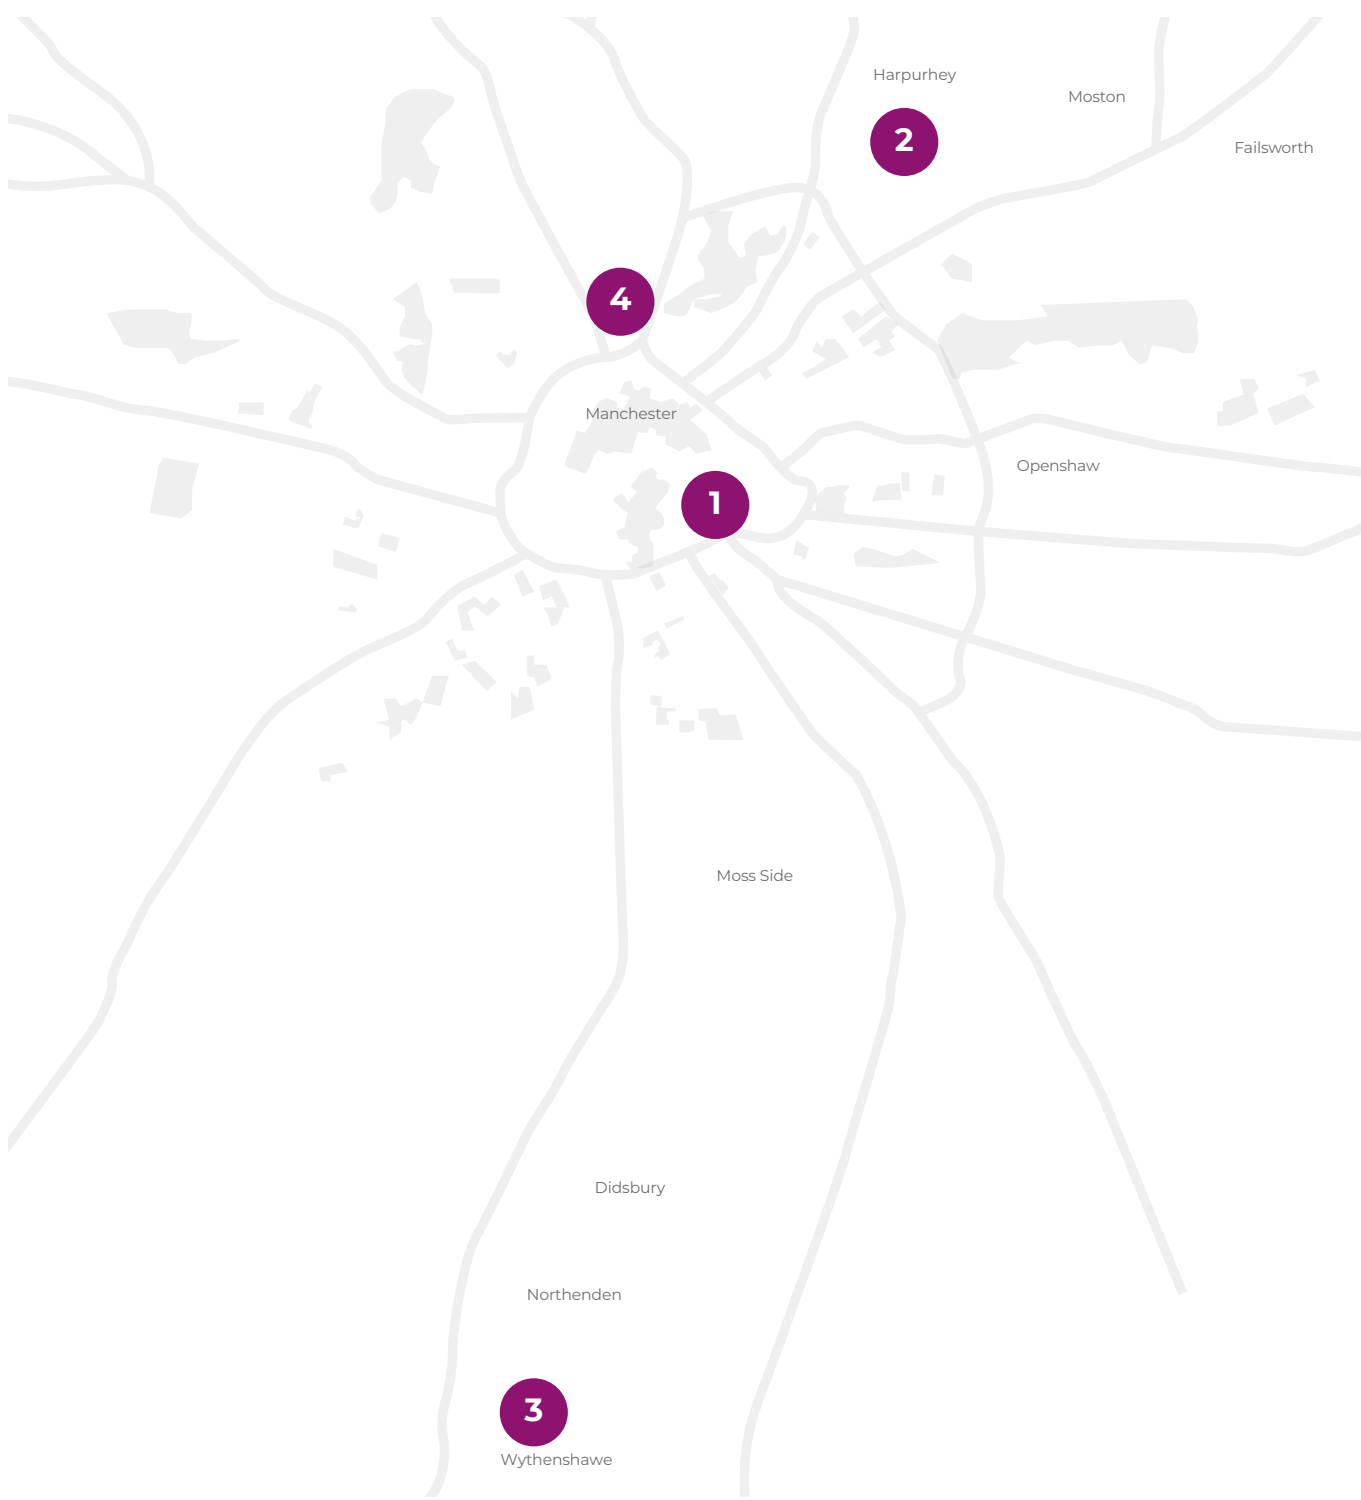 Harpurhey
Moston
2
Failsworth
4
Manchester
Openshaw
1
Moss Side
Didsbury
Northenden
3
Wythenshawe